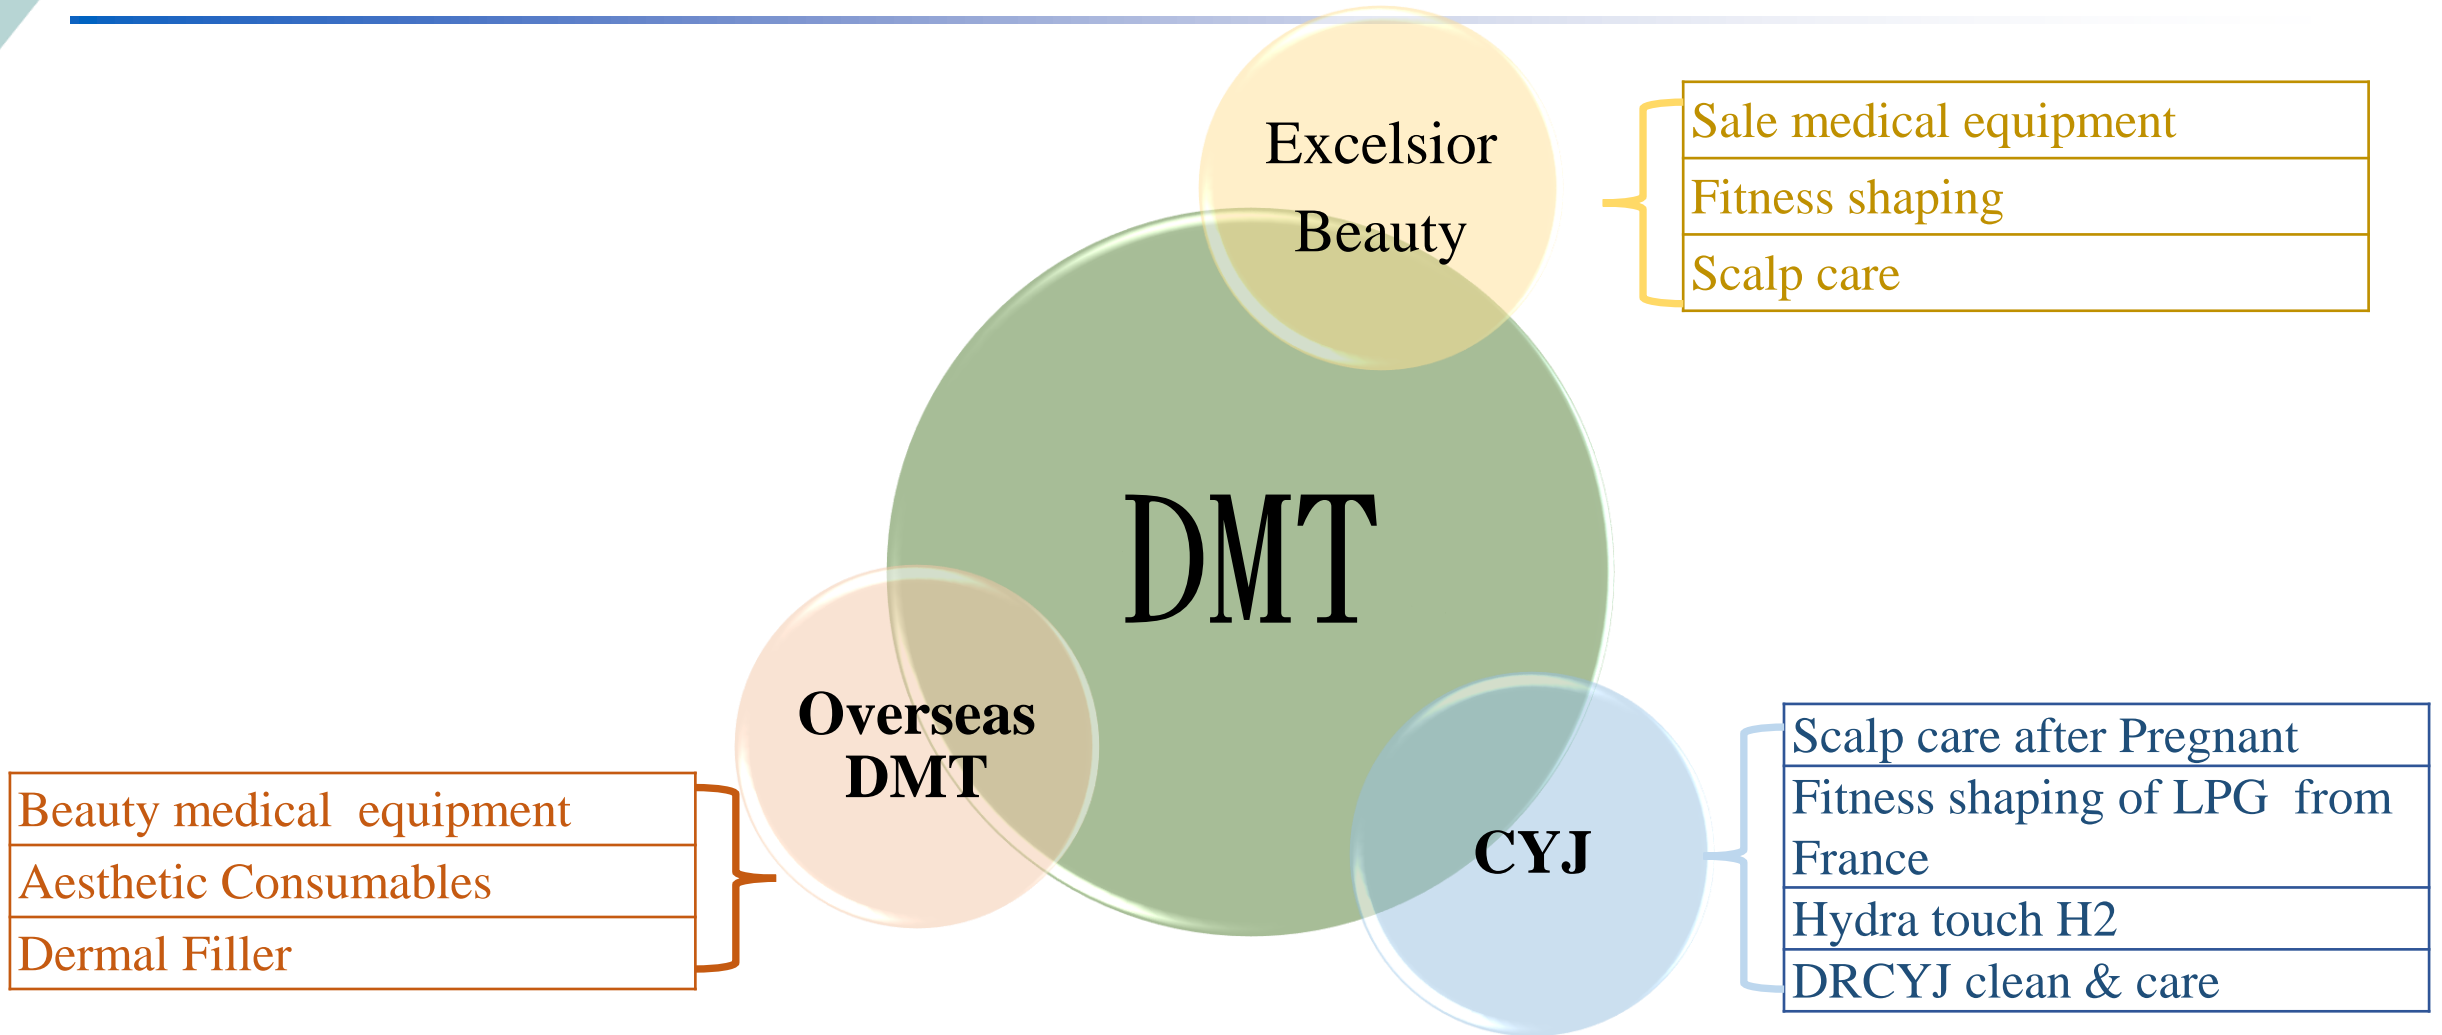 Excelsior
Beauty
Sale medical equipment
Fitness shaping
Scalp care
DMT
Overseas
DMT
Beauty medical equipment
Aesthetic Consumables
Dermal Filler
CYJ
Scalp care after Pregnant
Fitness shaping of LPG from
France
Hydra touch H2
DRCYJ clean & care